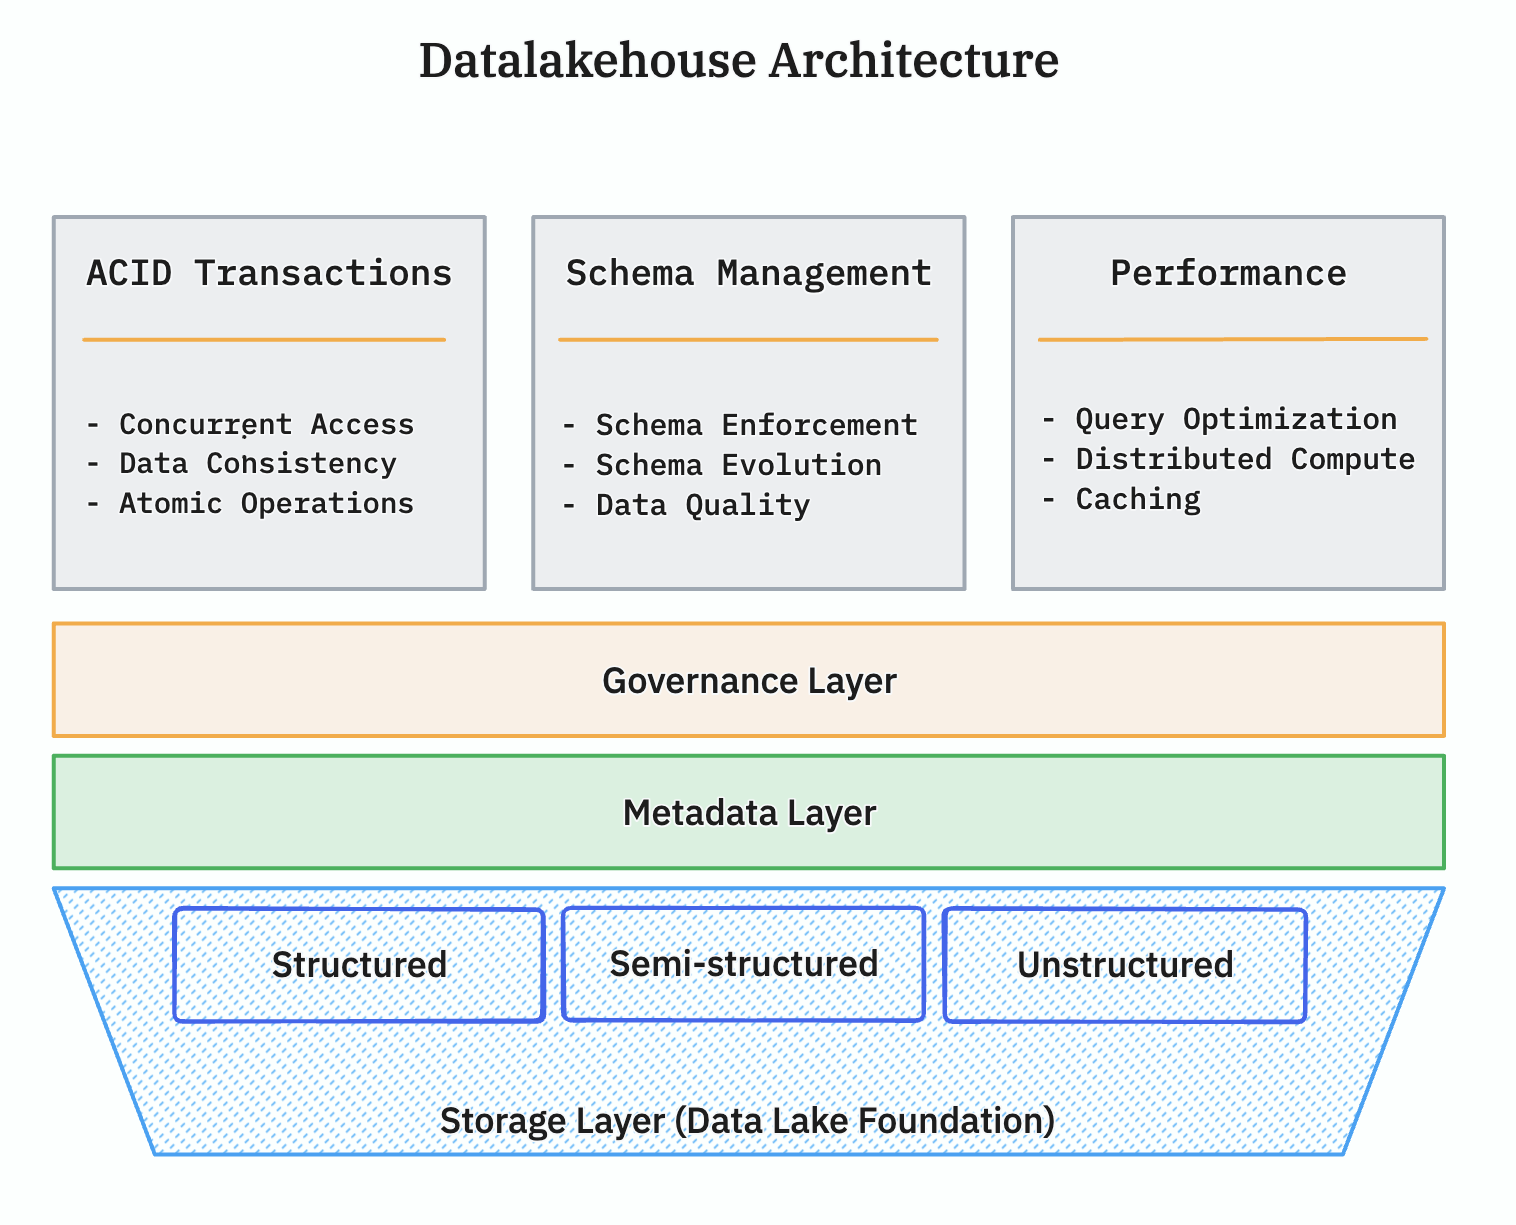 Datalakehouse Architecture
ACID Transactions
- Concurrent Access
- Data Consistency
- Atomic Operations
Schema Management
- Schema Enforcement
- Schema Evolution
- Data Quality
Performance
- Query Optimization
- Distributed Compute
- Caching
Governance Layer
Metadata Layer
Structured
Semi-structured
Unstructured
Storage Layer (Data Lake Foundation)